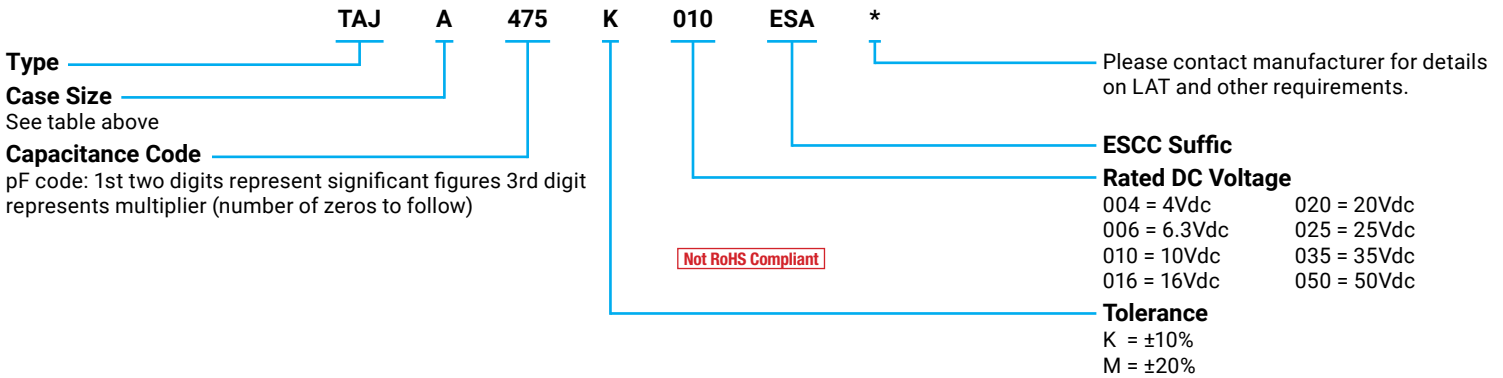 TAJ A 475 K 010 ESA *
Type
Case Size
See table above
Capacitance Code
pF code: 1st two digits represent significant figures 3rd digit
represents multiplier (number of zeros to follow)
Not RoHS Compliant
Please contact manufacturer for details
on LAT and other requirements.
ESCC Suffic
Rated DC Voltage
004 = 4Vdc 020 = 20Vdc
006 = 6.3Vdc 025 = 25Vdc
010 = 10Vdc 035 = 35Vdc
016 = 16Vdc 050 = 50Vdc
Tolerance
K = ±10%
M = ±20%